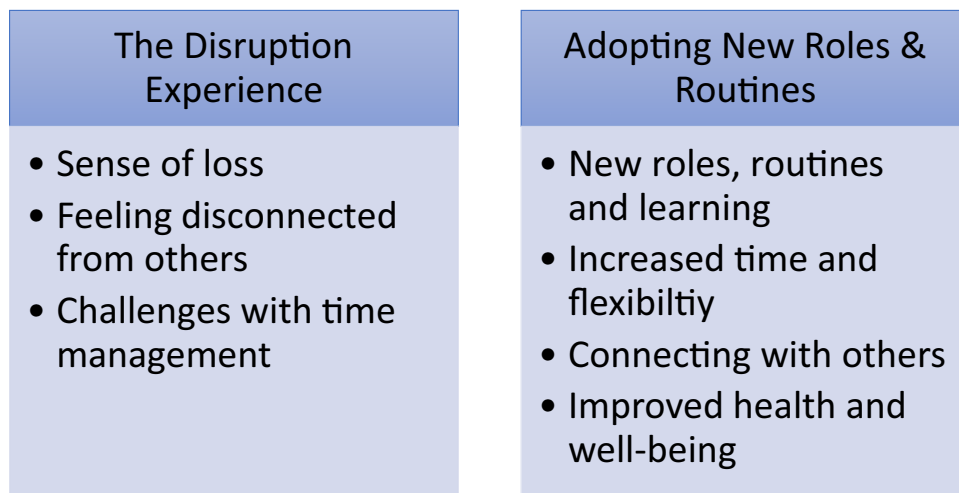 The Disruption
Experience
• Sense of loss
• Feeling disconnected
from others
• Challenges with time
management
Adopting New Roles &
Routines
• New roles, routines
and learning
• Increased time and
flexibiltiy
• Connecting with others
• Improved health and
well-being